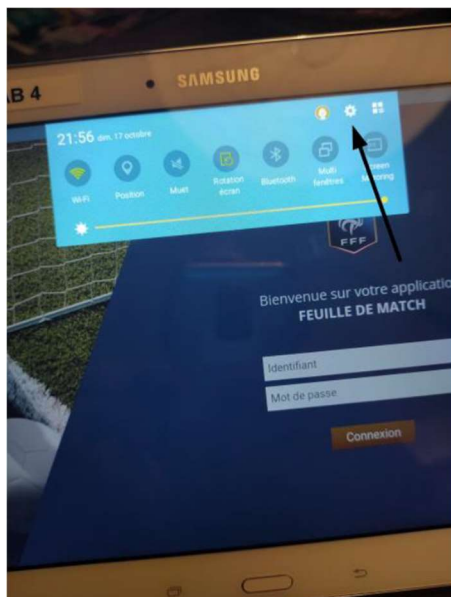 AB 4
SAMSUNG
21:56 dim. 17 octobre
Wi-Fi
Position
Muet
Rotation
écran
Bluetooth
Multi
fenêtres
Screen
Mirroring
FFF
Bienvenue sur votre applicatio
FEUILLE DE MATCH
Identifiant
Mot de passe
Connexion